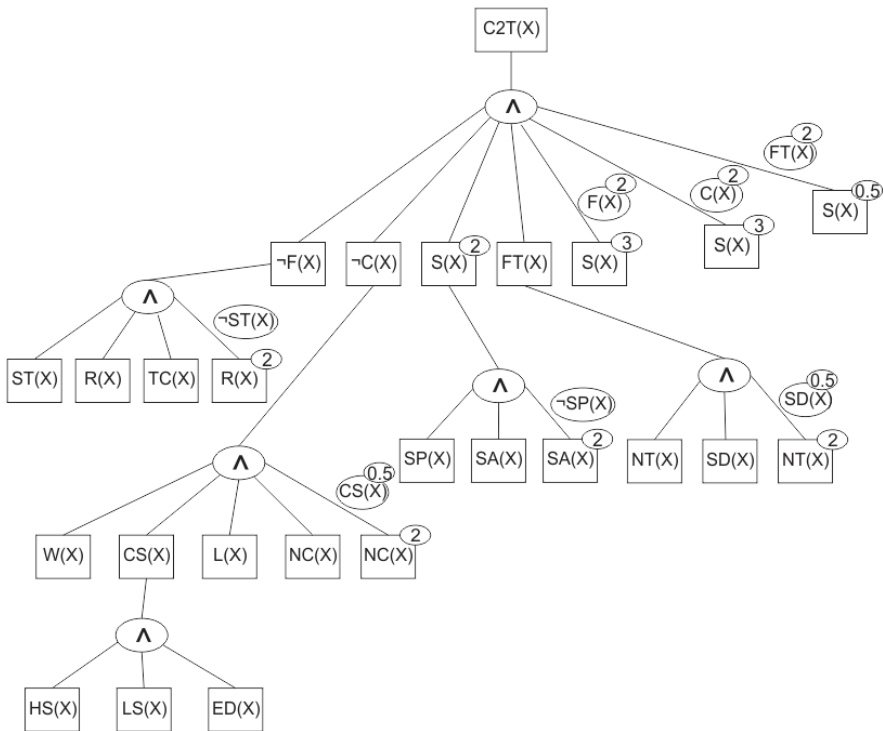 C2T(X)
∧
2
FT(X)
2
F(X)
2
C(X)
0.5
S(X)
¬F(X)
¬C(X)
2
S(X)
FT(X)
3
S(X)
3
S(X)
∧
¬ST(X)
ST(X)
R(X)
TC(X)
2
R(X)
∧
¬SP(X)
SP(X)
SA(X)
2
SA(X)
∧
0.5
SD(X)
NT(X)
SD(X)
2
NT(X)
∧
0.5
CS(X)
W(X)
CS(X)
L(X)
NC(X)
2
NC(X)
∧
HS(X)
LS(X)
ED(X)